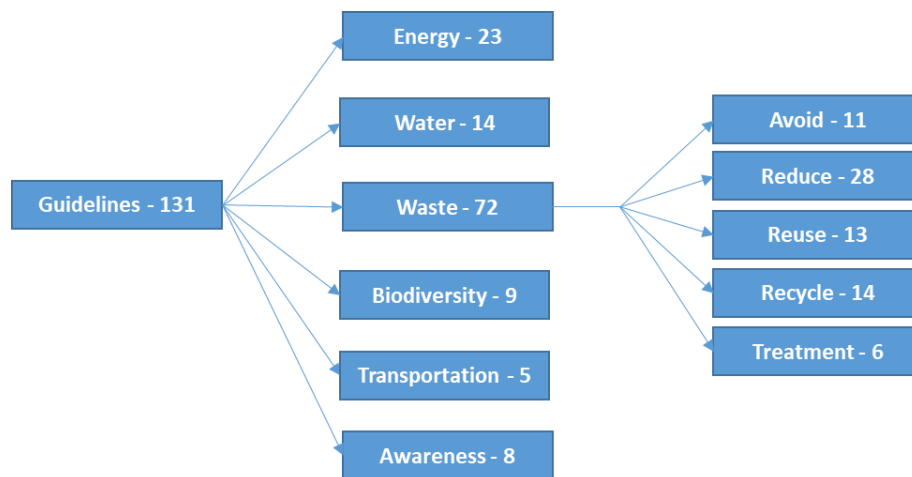 Guidelines - 131
Energy - 23
Water - 14
Waste - 72
Biodiversity - 9
Transportation - 5
Awareness - 8
Avoid - 11
Reduce - 28
Reuse - 13
Recycle - 14
Treatment - 6